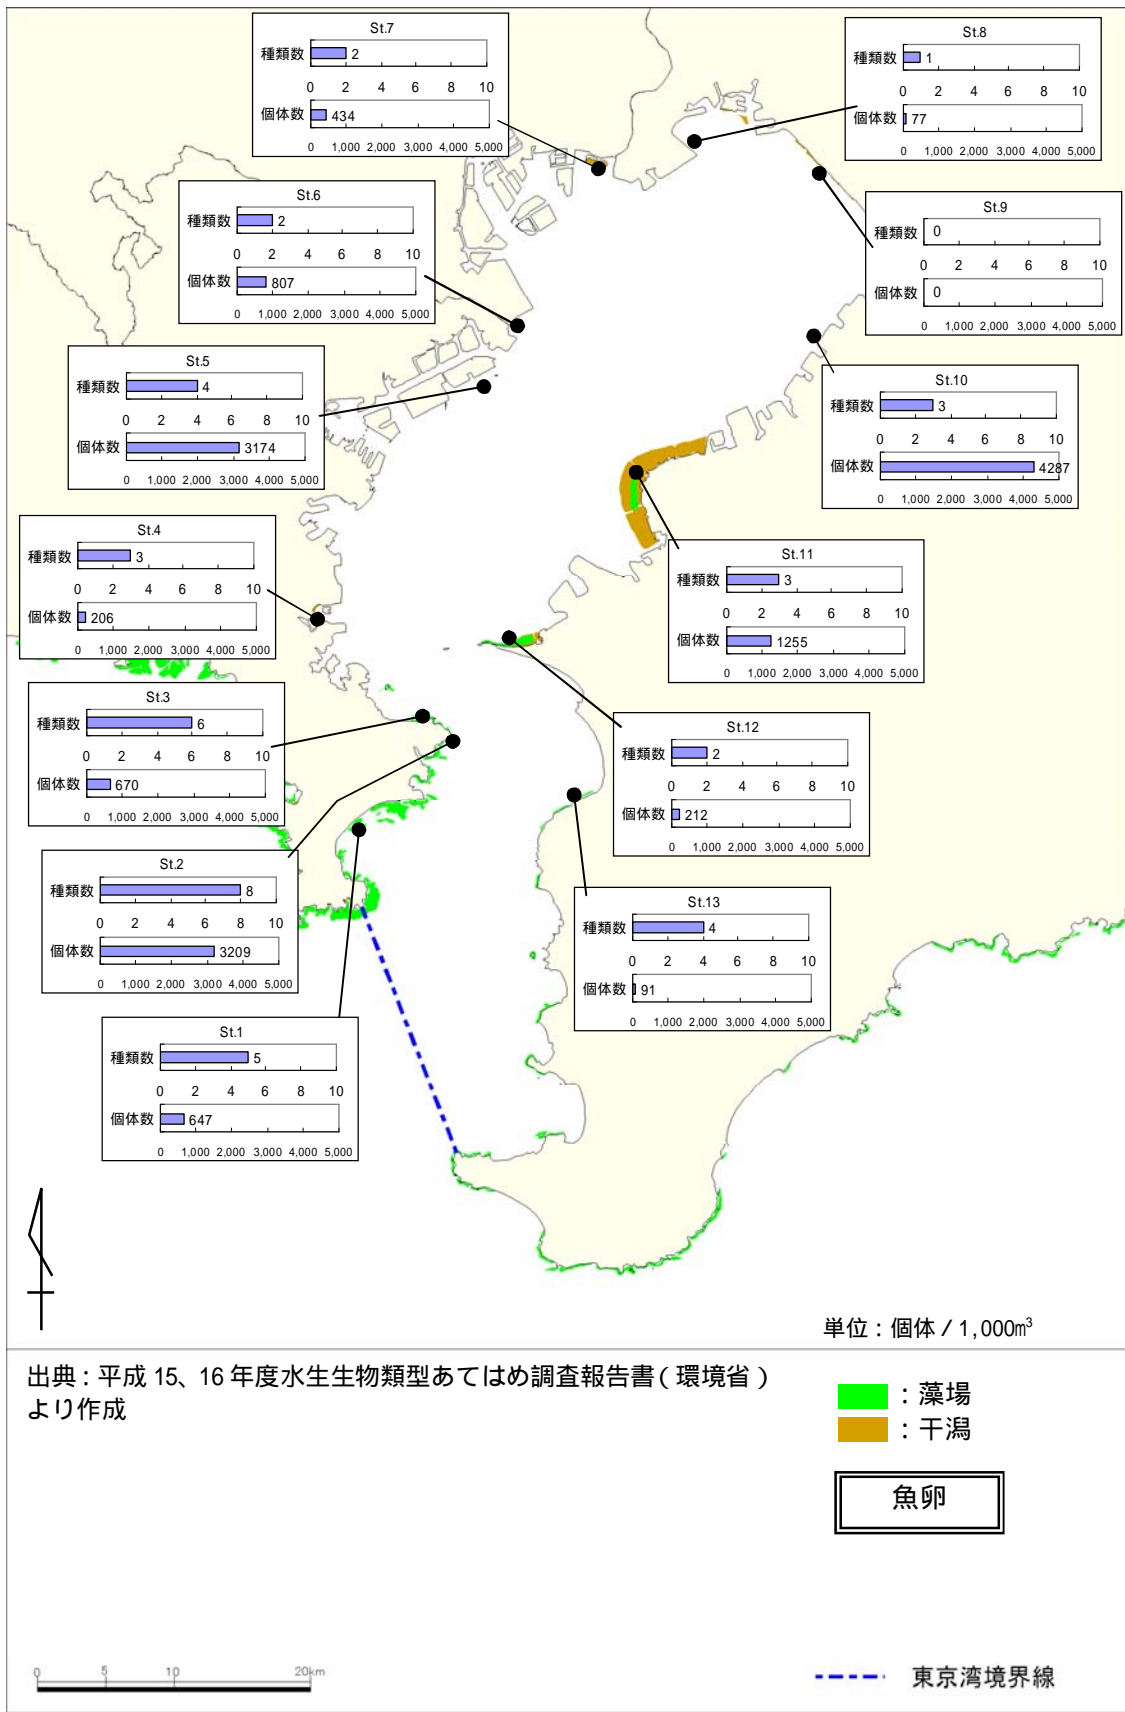 St.7
種類数
2
0 2 4 6 8 10
個体数
434
0 1,000 2,000 3,000 4,000 5,000
St.8
種類数
1
0 2 4 6 8 10
個体数
77
0 1,000 2,000 3,000 4,000 5,000
St.6
種類数
2
0 2 4 6 8 10
個体数
807
0 1,000 2,000 3,000 4,000 5,000
St.9
種類数
0
0 2 4 6 8 10
個体数
0
0 1,000 2,000 3,000 4,000 5,000
St.5
種類数
4
0 2 4 6 8 10
個体数
3174
0 1,000 2,000 3,000 4,000 5,000
St.10
種類数
3
0 2 4 6 8 10
個体数
4287
0 1,000 2,000 3,000 4,000 5,000
St.4
種類数
3
0 2 4 6 8 10
個体数
206
0 1,000 2,000 3,000 4,000 5,000
St.11
種類数
3
0 2 4 6 8 10
個体数
1255
0 1,000 2,000 3,000 4,000 5,000
St.3
種類数
6
0 2 4 6 8 10
個体数
670
0 1,000 2,000 3,000 4,000 5,000
St.12
種類数
2
0 2 4 6 8 10
個体数
212
0 1,000 2,000 3,000 4,000 5,000
St.2
種類数
8
0 2 4 6 8 10
個体数
3209
0 1,000 2,000 3,000 4,000 5,000
St.13
種類数
4
0 2 4 6 8 10
個体数
91
0 1,000 2,000 3,000 4,000 5,000
St.1
種類数
5
0 2 4 6 8 10
個体数
647
0 1,000 2,000 3,000 4,000 5,000
単位：個体／1,000m³
出典：平成 15、16 年度水生生物類型あてはめ調査報告書（環境省）
より作成
：藻場
：干潟
魚卵
0 5 10 20km
東京湾境界線